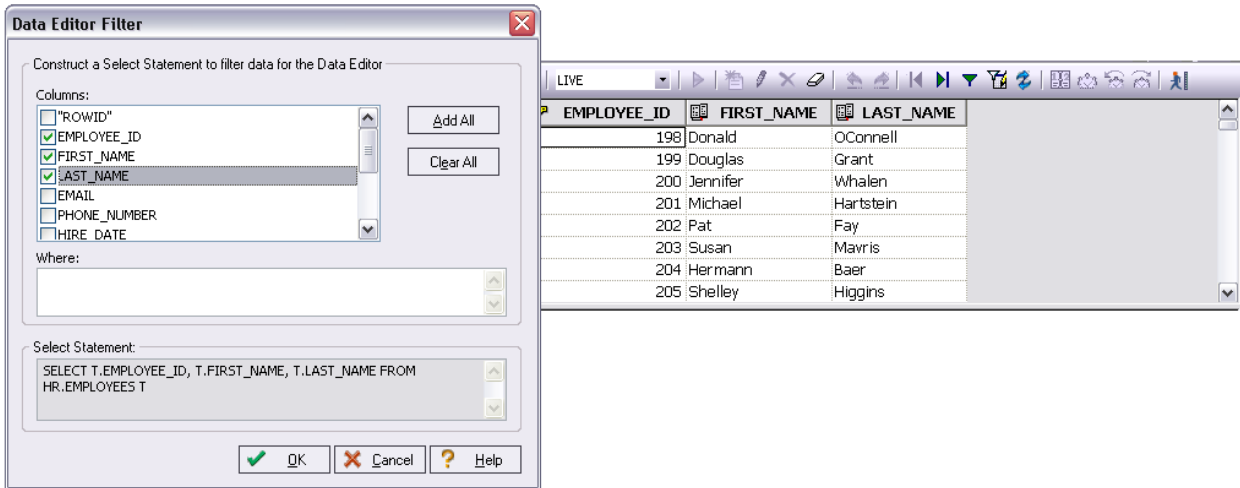 Data Editor Filter
Construct a Select Statement to filter data for the Data Editor
Columns:
"ROWID"
EMPLOYEE_ID
FIRST_NAME
LAST_NAME
EMAIL
PHONE_NUMBER
HIRE DATE
Add All
Clear All
Where:
Select Statement:
SELECT T.EMPLOYEE_ID, T.FIRST_NAME, T.LAST_NAME FROM
HR.EMPLOYEES T
OK Cancel Help
LIVE
EMPLOYEE_ID FIRST_NAME LAST_NAME
198 Donald OConnell
199 Douglas Grant
200 Jennifer Whalen
201 Michael Hartstein
202 Pat Fay
203 Susan Mavris
204 Hermann Baer
205 Shelley Higgins